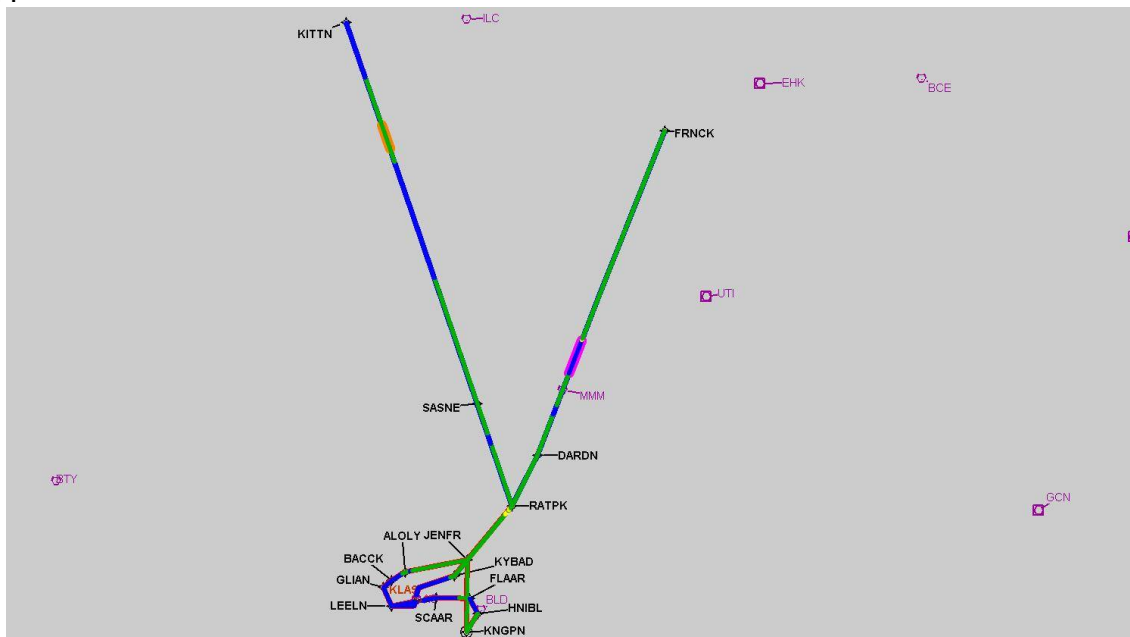 KITTN
ILC
EHK
BCE
FRNCK
UTI
MMM
SASNE
DARDN
BTY
RATPK
GCN
ALOLY
JENFR
BACCK
KYBAD
GLIAN
KLAS
FLAAR
LEELN
BLD
HNIBL
SCAAR
KNGPN